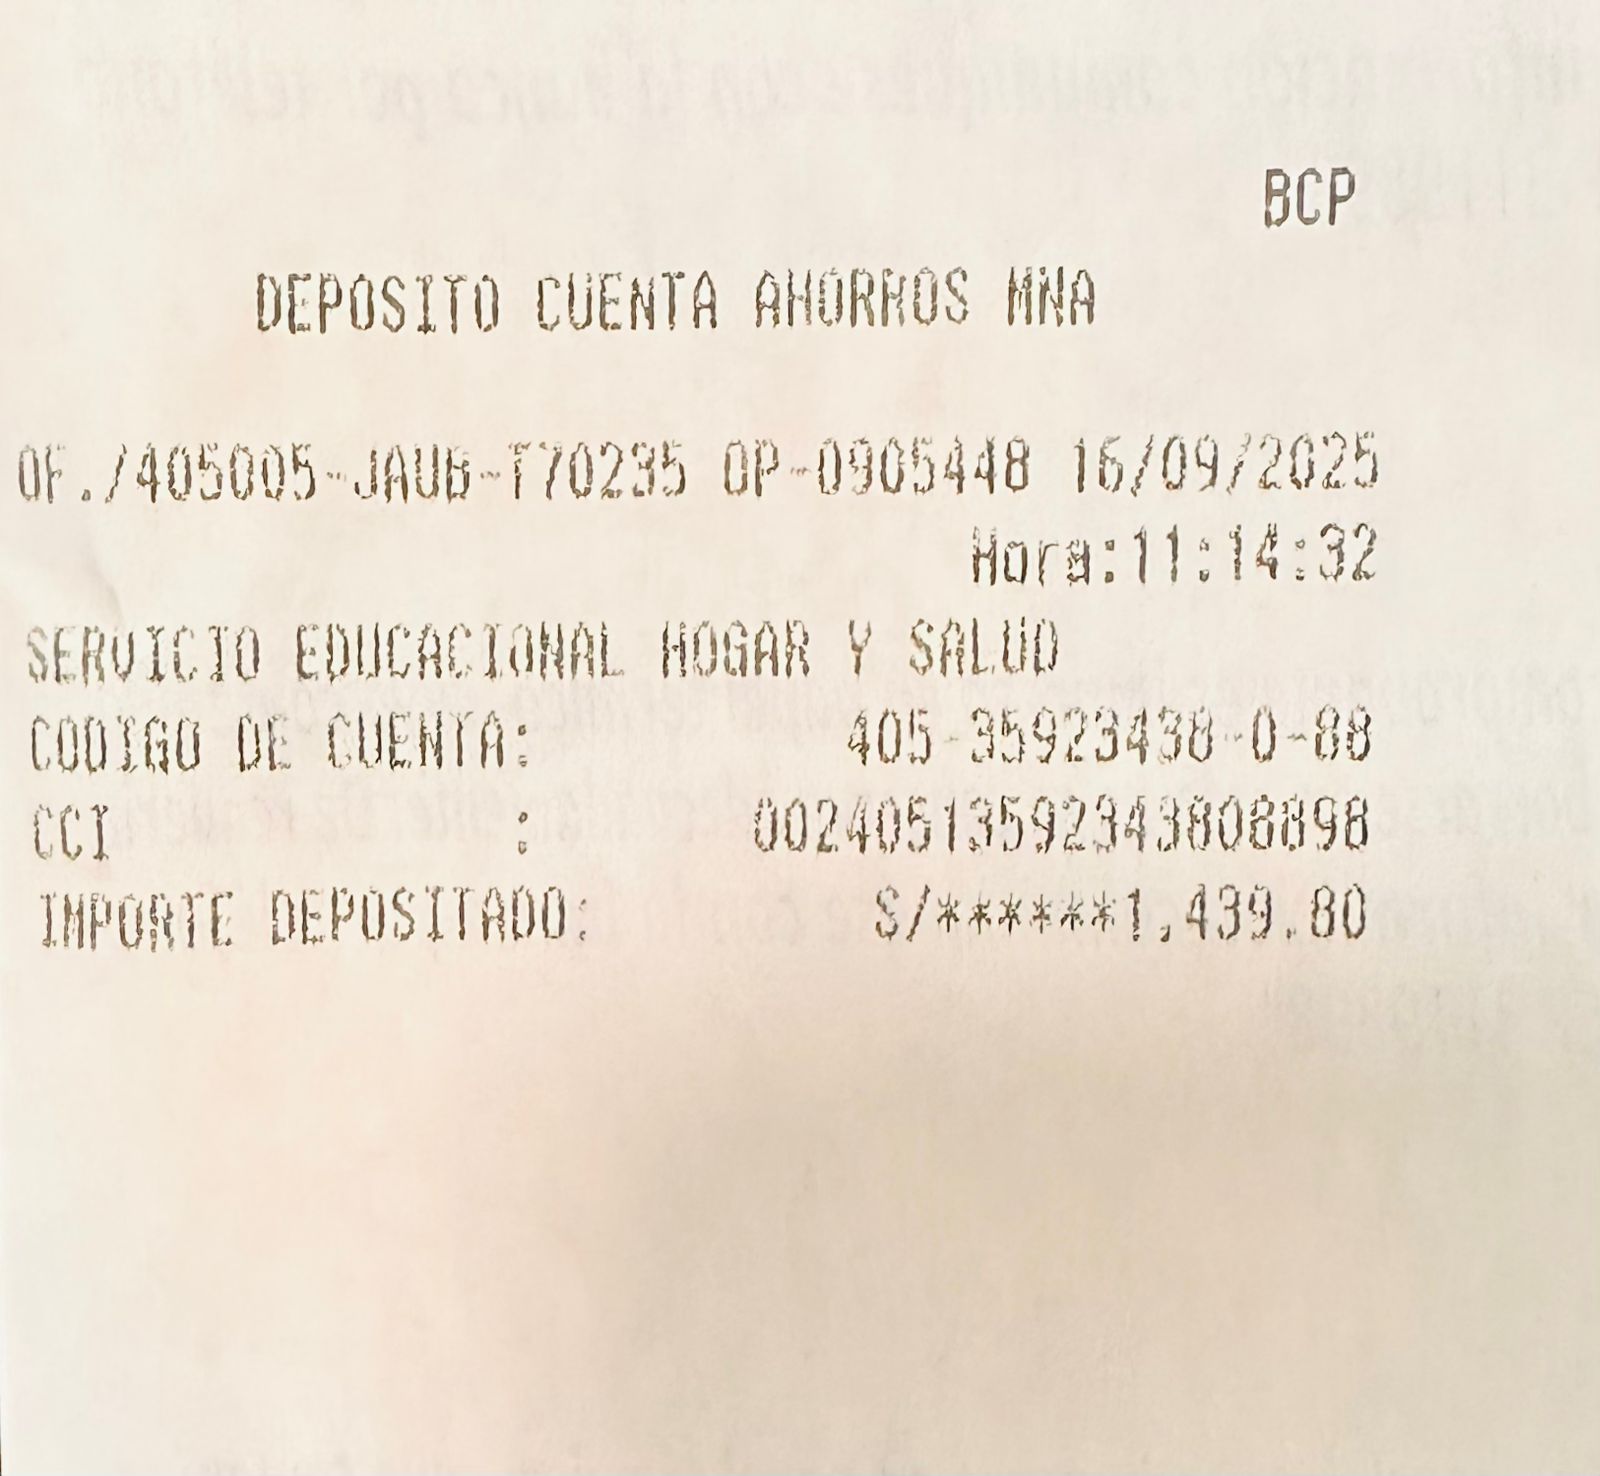 BCP
DEPOSITO CUENTA AHORROS MNA
OF./405005-JAUB-T70235 OP-0905448 16/09/2025
Hora:11:14:32
SERVICIO EDUCACIONAL HOGAR Y SALUD
CODIGO DE CUENTA: 405-35923438-0-88
CCI : 00240513592343808898
IMPORTE DEPOSITADO: S/******1,439.80